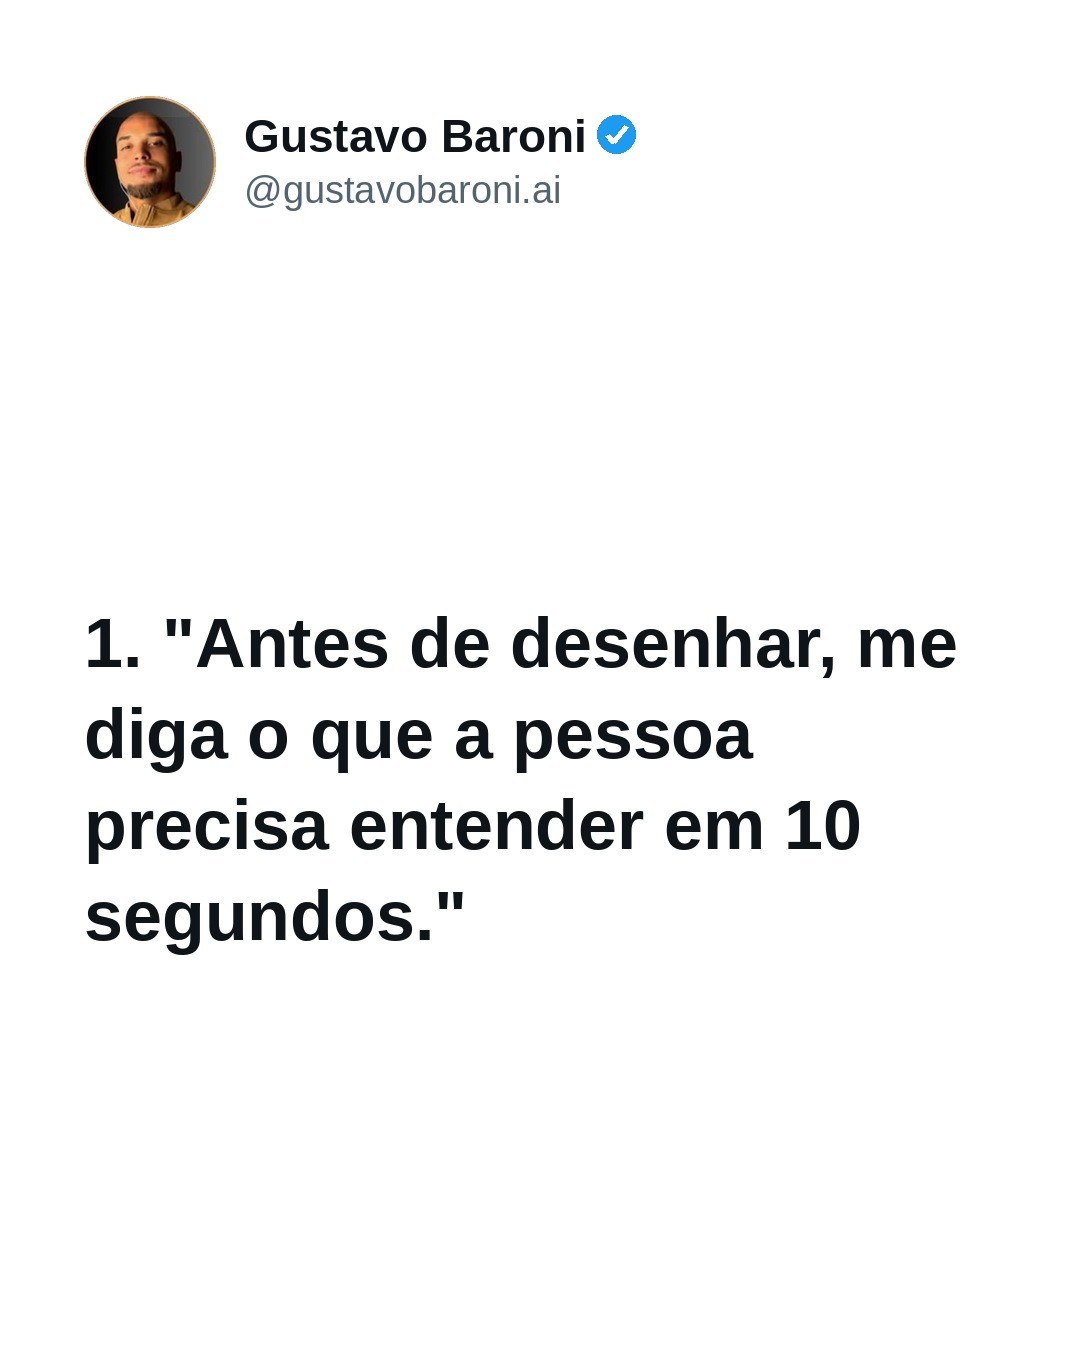 Gustavo Baroni
@gustavobaroni.ai
1. "Antes de desenhar, me
diga o que a pessoa
precisa entender em 10
segundos."